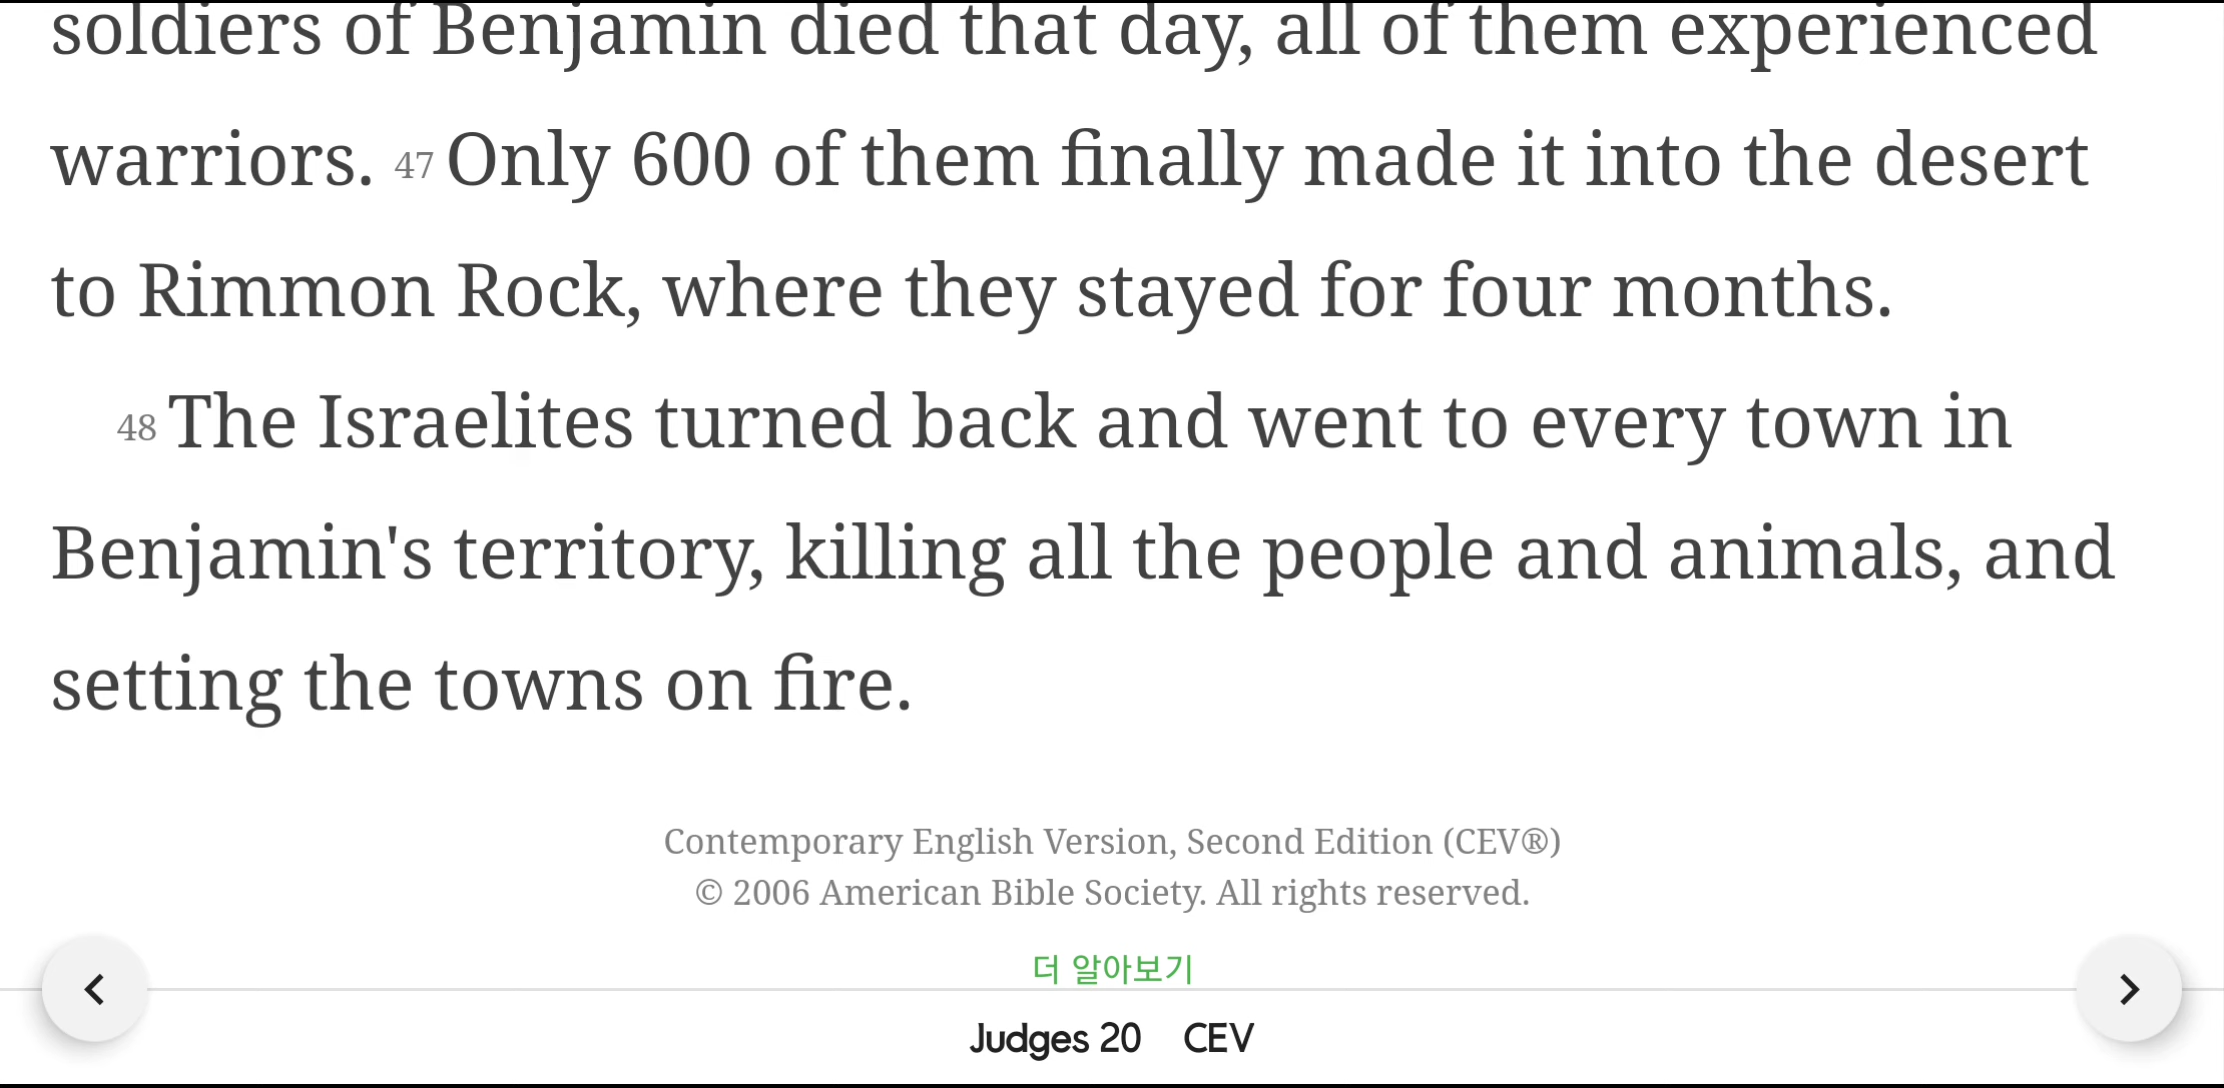 soldiers of Benjamin died that day, all of them experienced
warriors. 47 Only 600 of them finally made it into the desert
to Rimmon Rock, where they stayed for four months.
48 The Israelites turned back and went to every town in
Benjamin's territory, killing all the people and animals, and
setting the towns on fire.
Contemporary English Version, Second Edition (CEV®)
© 2006 American Bible Society. All rights reserved.
더 알아보기
Judges 20 CEV